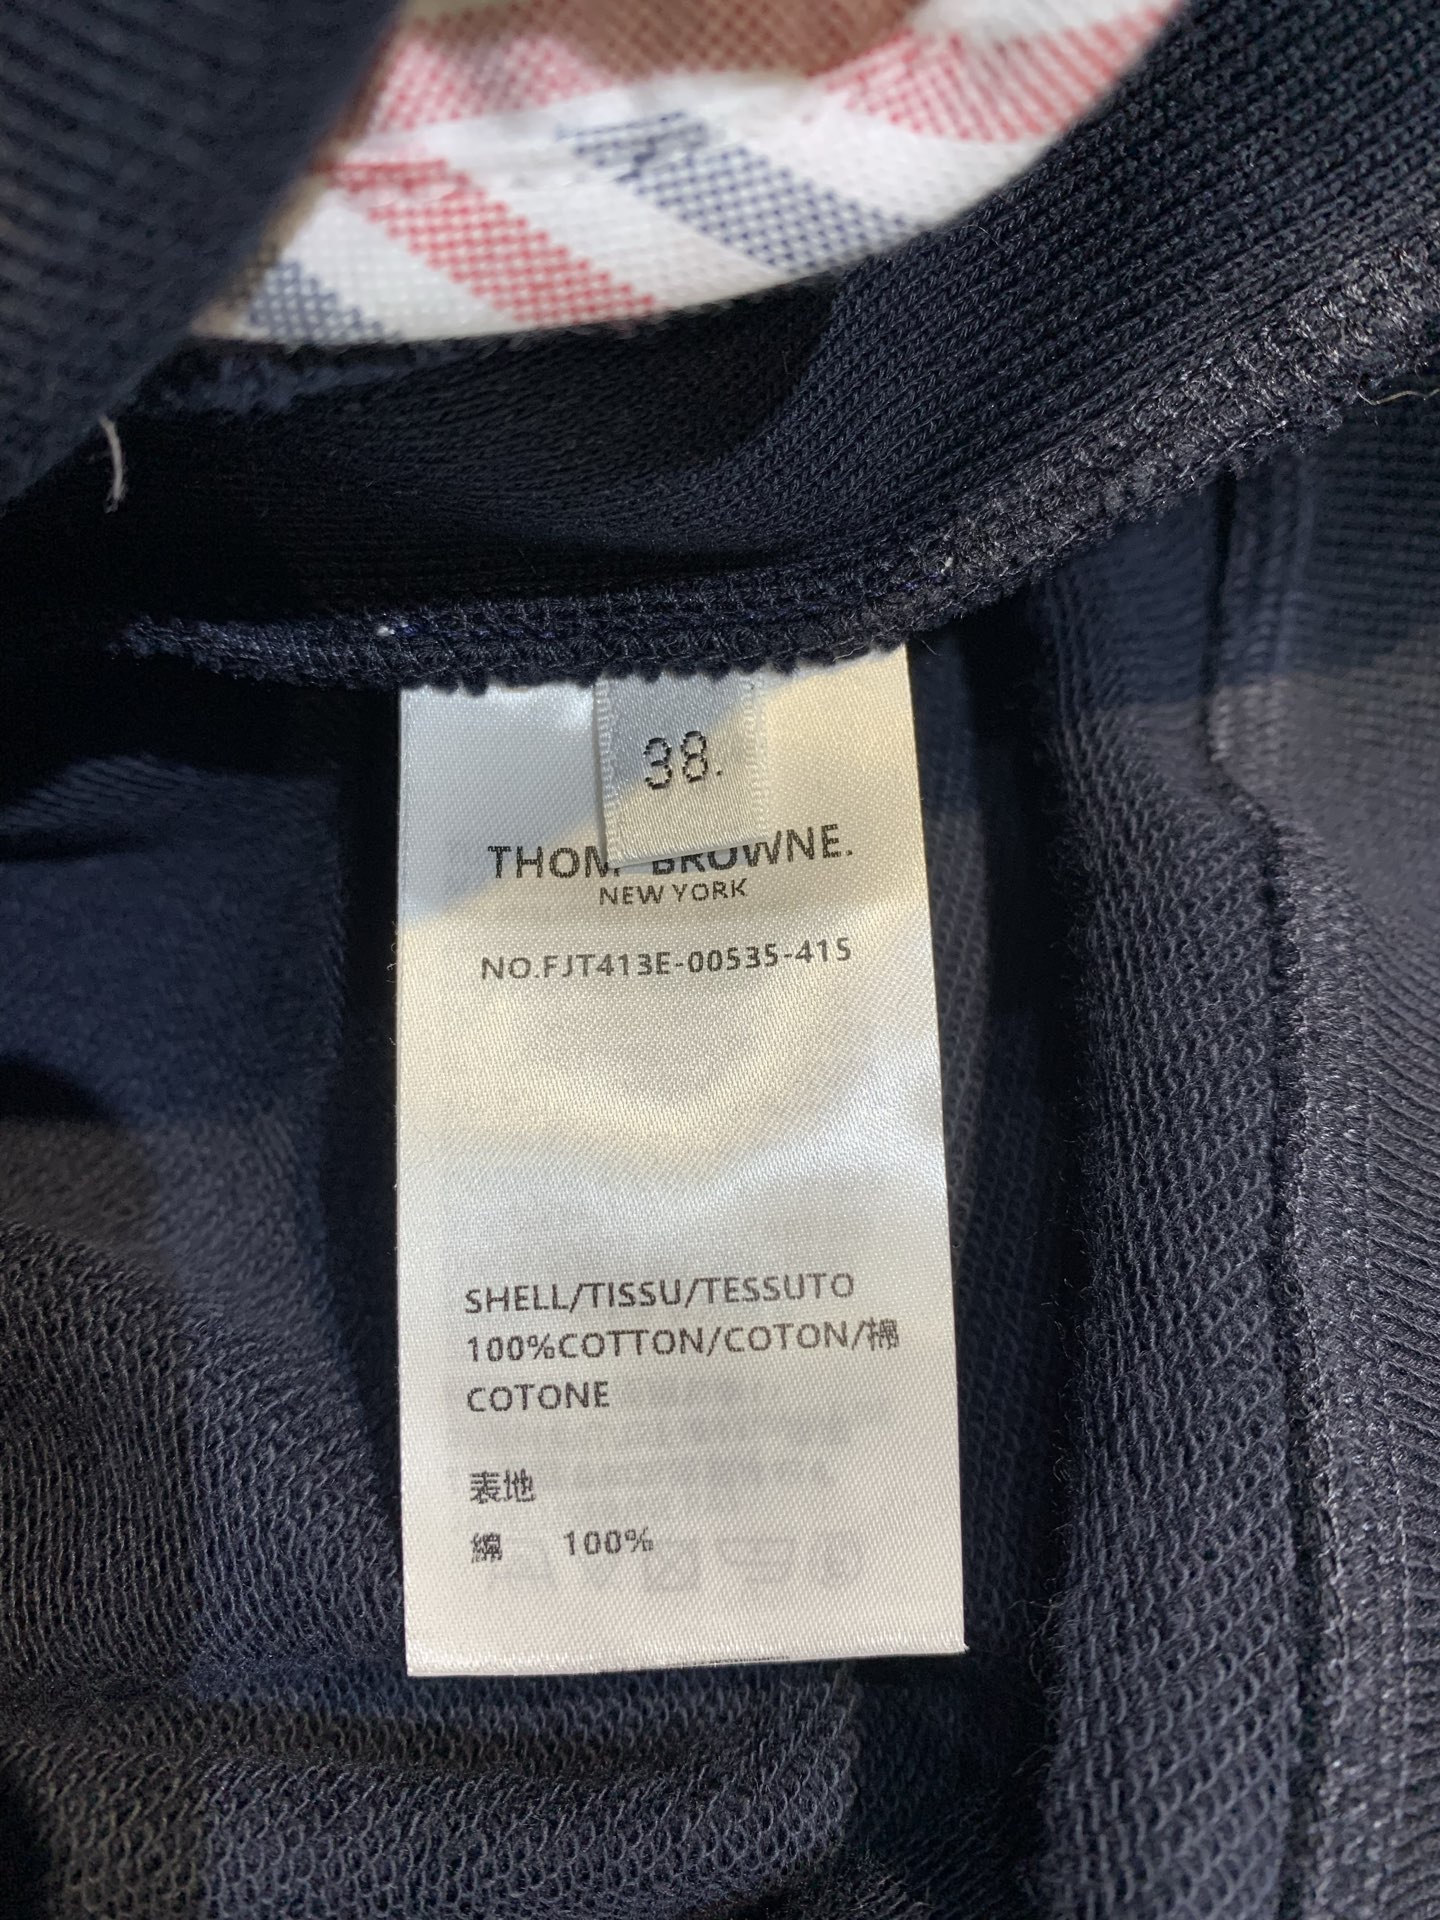 38.
THOM BROWNE.
NEW YORK
NO.FJT413E-00535-415
SHELL/TISSU/TESSUTO
100%COTTON/COTON/棉
COTONE
表地
綿 100%